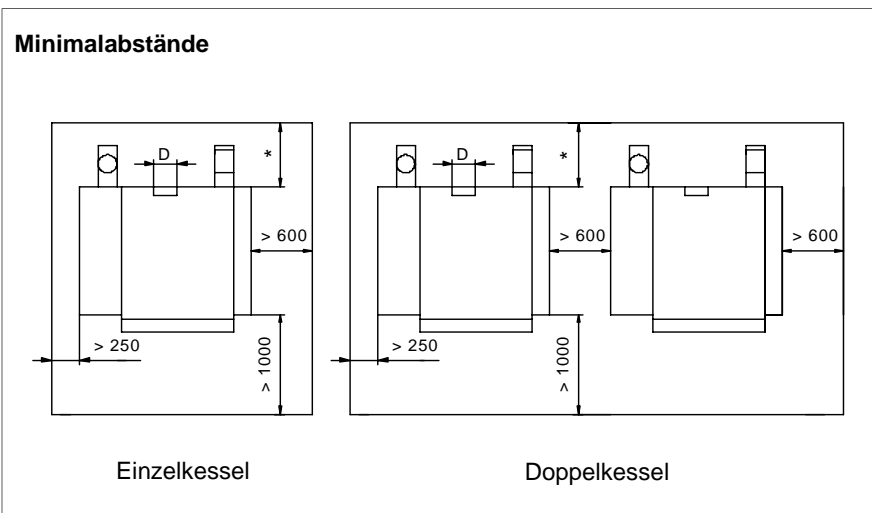 Minimalabstände
D
*
> 600
> 250
> 1000
D
*
> 600
> 600
> 250
> 1000
Einzelkessel
Doppelkessel